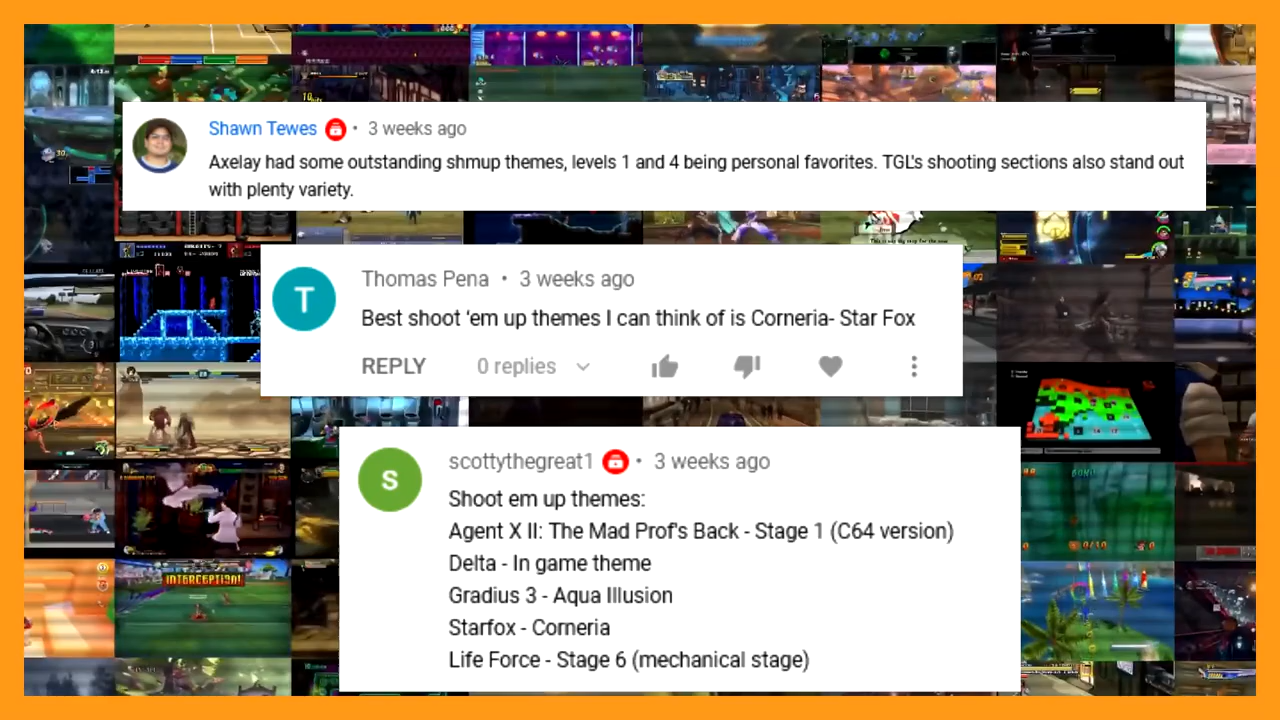 Shawn Tewes • 3 weeks ago
Axelay had some outstanding shmup themes, levels 1 and 4 being personal favorites. TGL's shooting sections also stand out
with plenty variety.
T
Thomas Pena • 3 weeks ago
Best shoot ‘em up themes I can think of is Corneria- Star Fox
REPLY 0 replies
s
scottythegreat1 • 3 weeks ago
Shoot em up themes:
Agent X II: The Mad Prof's Back - Stage 1 (C64 version)
Delta - In game theme
Gradius 3 - Aqua Illusion
Starfox - Corneria
Life Force - Stage 6 (mechanical stage)
INTERCEPTION!